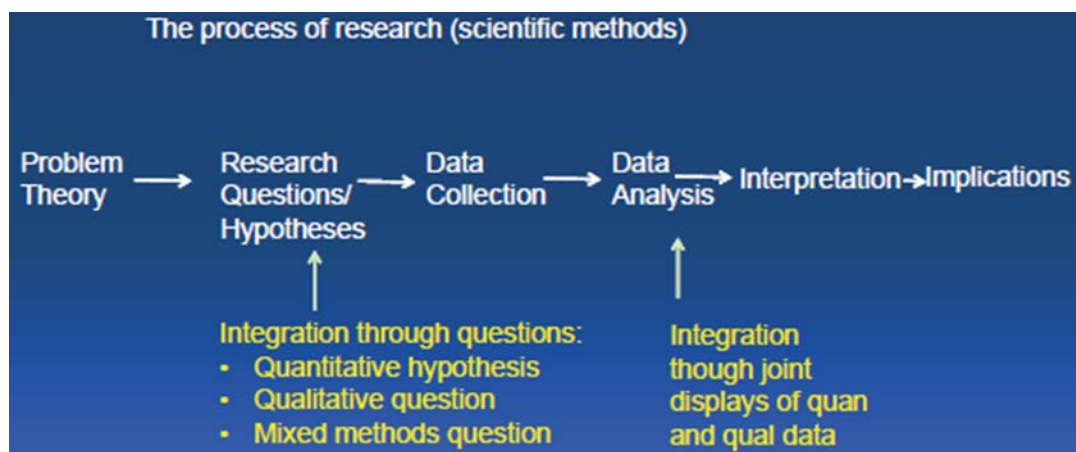 The process of research (scientific methods)
Problem
Theory
Research
Questions/
Hypotheses
Data
Collection
Data
Analysis
Interpretation
Implications
Integration through questions:
• Quantitative hypothesis
• Qualitative question
• Mixed methods question
Integration
though joint
displays of quan
and qual data